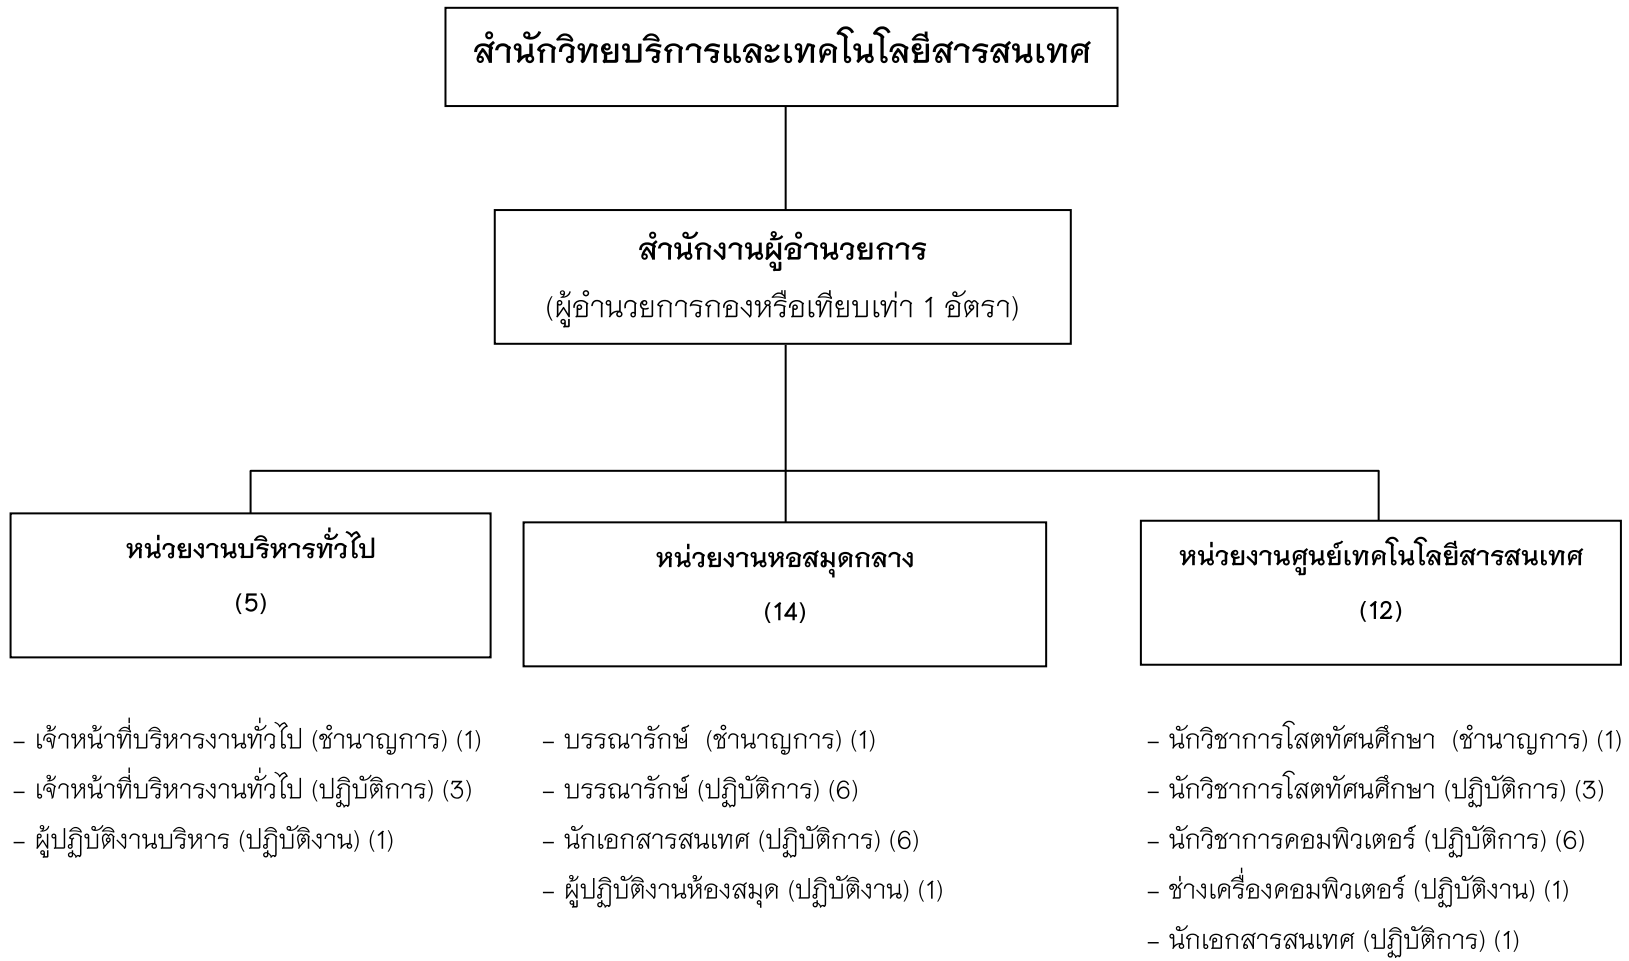 สำนักวิทยบริการและเทคโนโลยีสารสนเทศ
สำนักงานผู้อำนวยการ
(ผู้อำนวยการกองหรือเทียบเท่า 1 อัตรา)
หน่วยงานบริหารทั่วไป
(5)
– เจ้าหน้าที่บริหารงานทั่วไป (ชำนาญการ) (1)
– เจ้าหน้าที่บริหารงานทั่วไป (ปฏิบัติการ) (3)
– ผู้ปฏิบัติงานบริหาร (ปฏิบัติงาน) (1)
หน่วยงานหอสมุดกลาง
(14)
– บรรณารักษ์  (ชำนาญการ) (1)
– บรรณารักษ์ (ปฏิบัติการ) (6)
– นักเอกสารสนเทศ (ปฏิบัติการ) (6)
– ผู้ปฏิบัติงานห้องสมุด (ปฏิบัติงาน) (1)
หน่วยงานศูนย์เทคโนโลยีสารสนเทศ
(12)
– นักวิชาการโสตทัศนศึกษา  (ชำนาญการ) (1)
– นักวิชาการโสตทัศนศึกษา (ปฏิบัติการ) (3)
– นักวิชาการคอมพิวเตอร์ (ปฏิบัติการ) (6)
– ช่างเครื่องคอมพิวเตอร์ (ปฏิบัติงาน) (1)
– นักเอกสารสนเทศ (ปฏิบัติการ) (1)